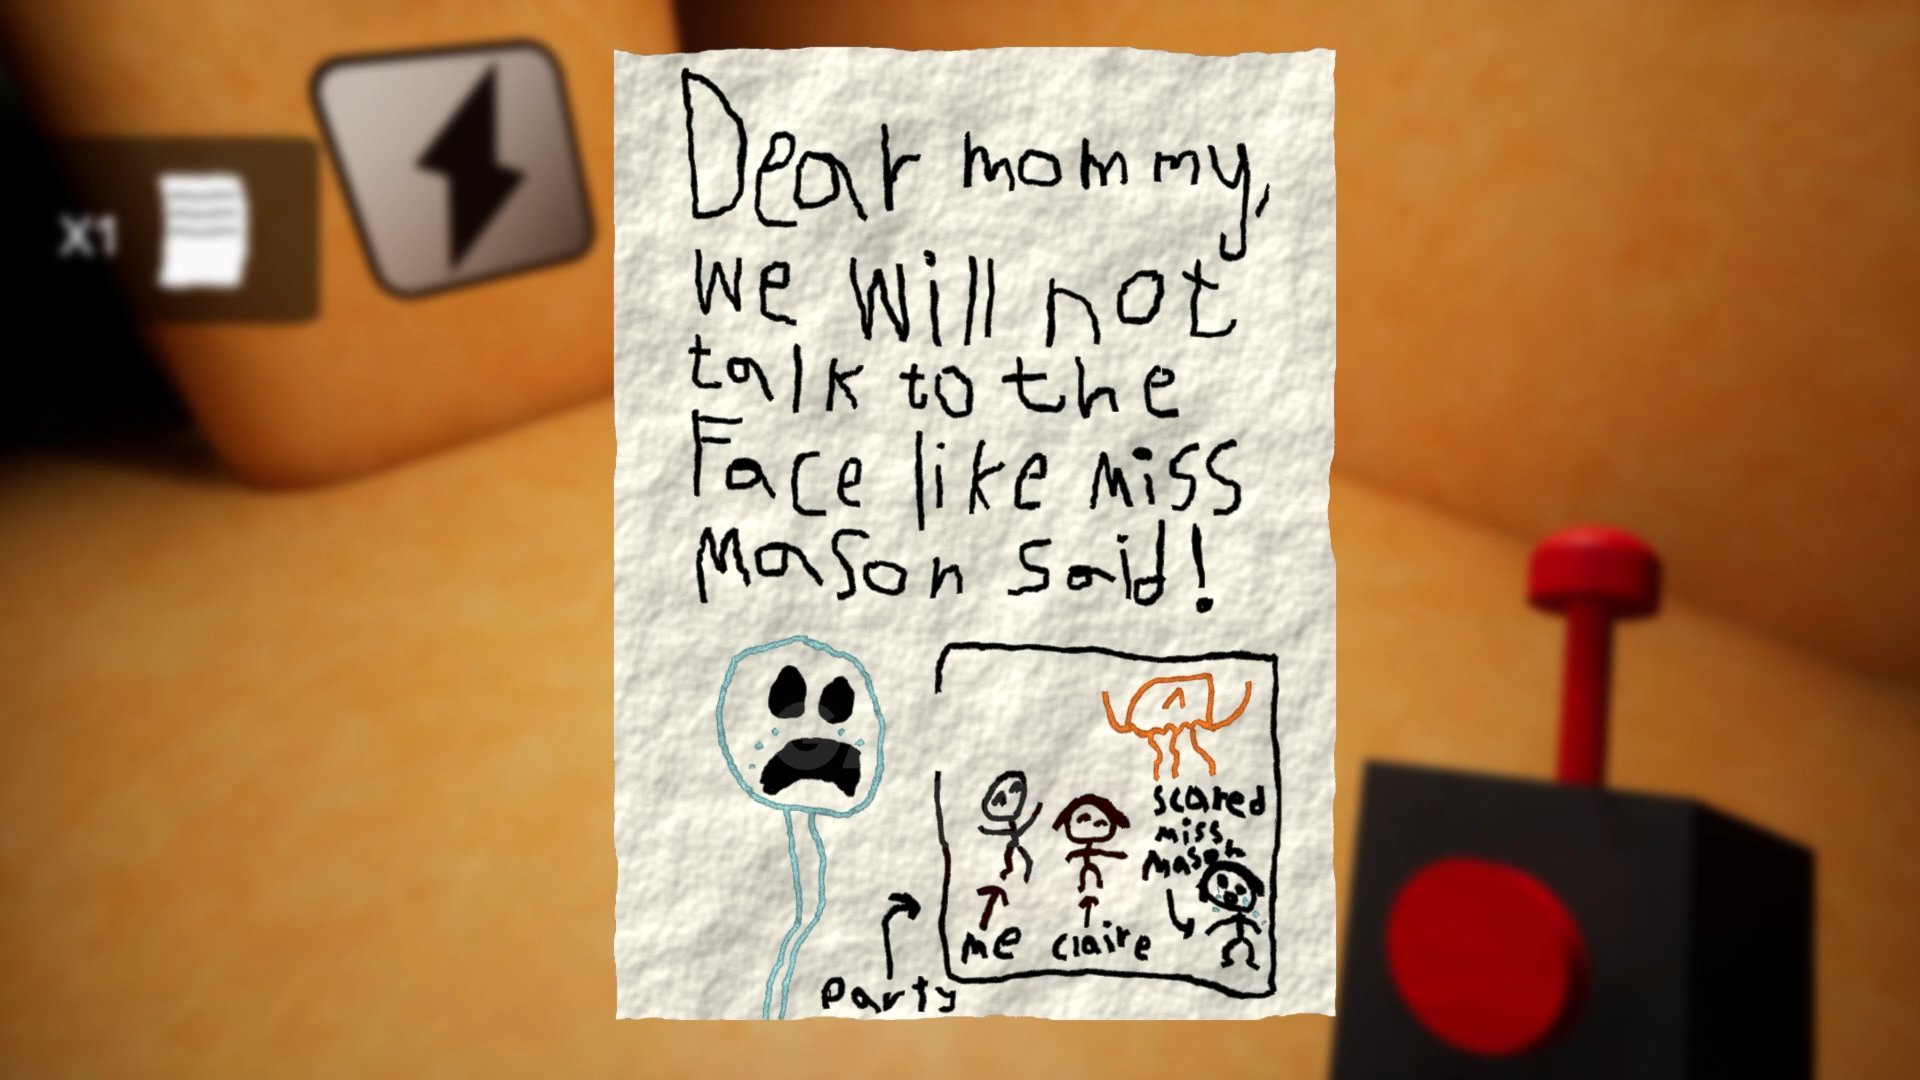 X1
Dear mommy,
we will not
talk to the
Face like Miss
Mason said!
scared
miss
mason
me
claire
Party